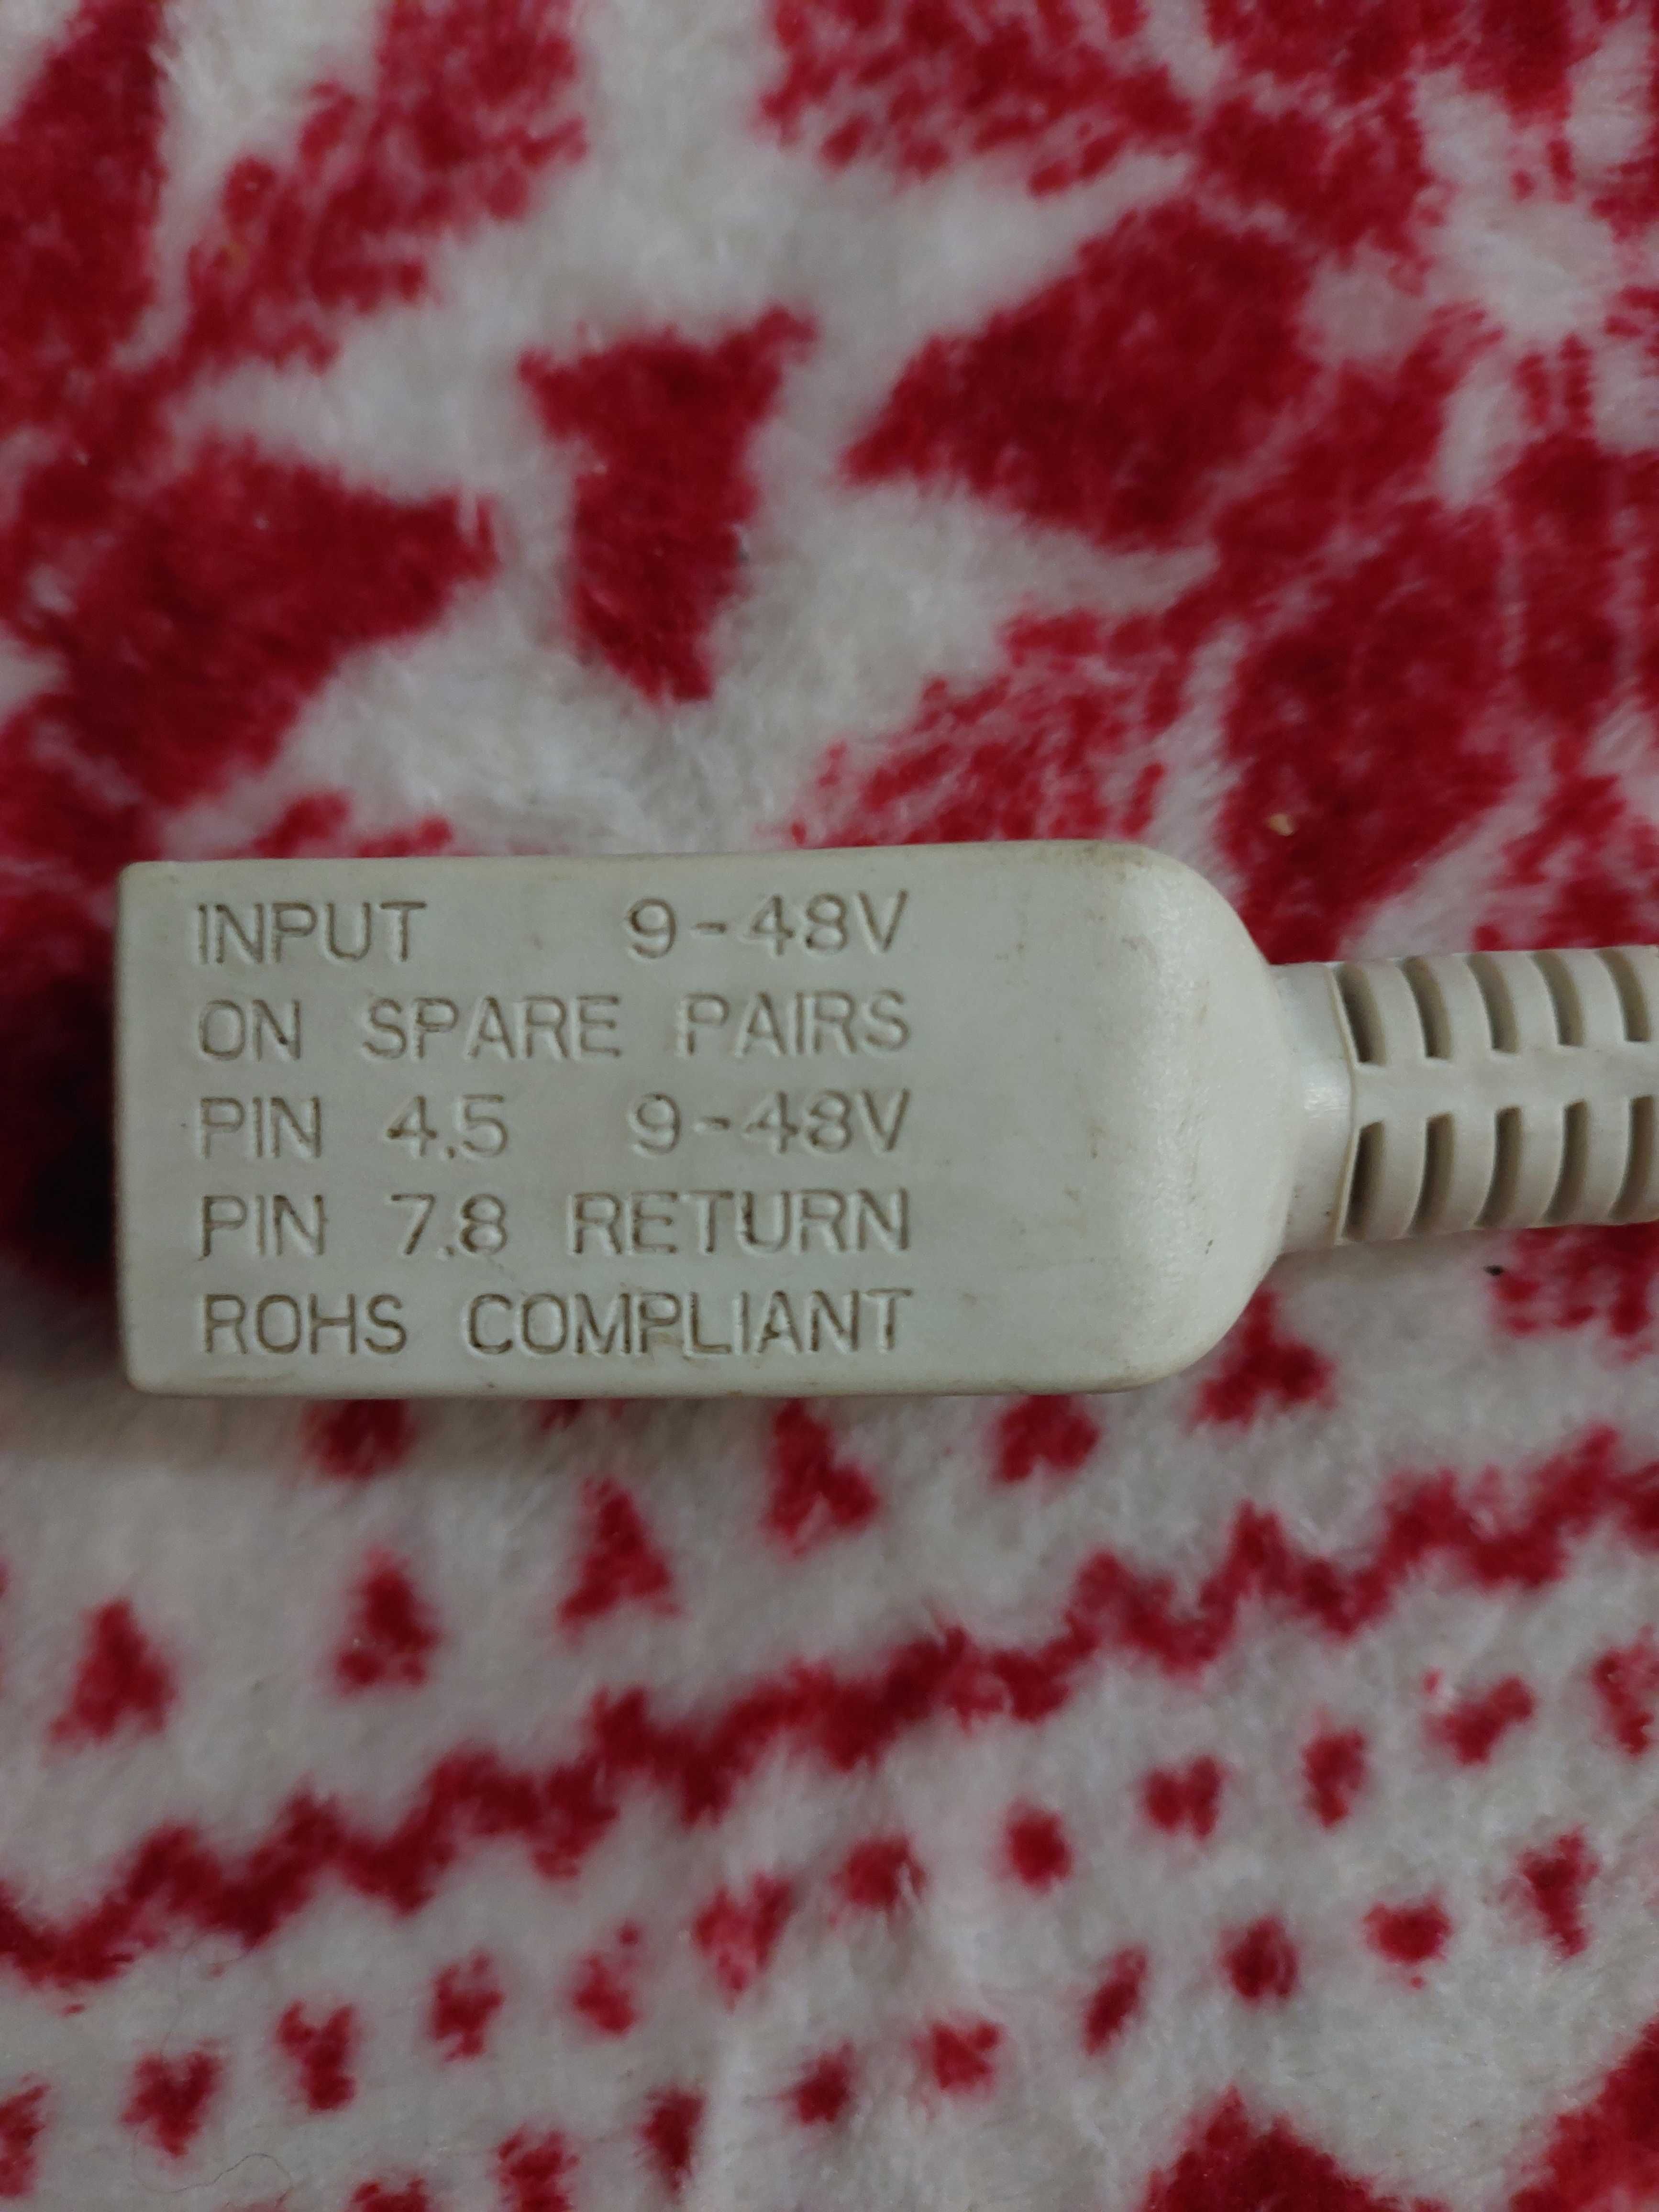 INPUT 9-48V
ON SPARE PAIRS
PIN 4.5 9-48V
PIN 7.8 RETURN
ROHS COMPLIANT